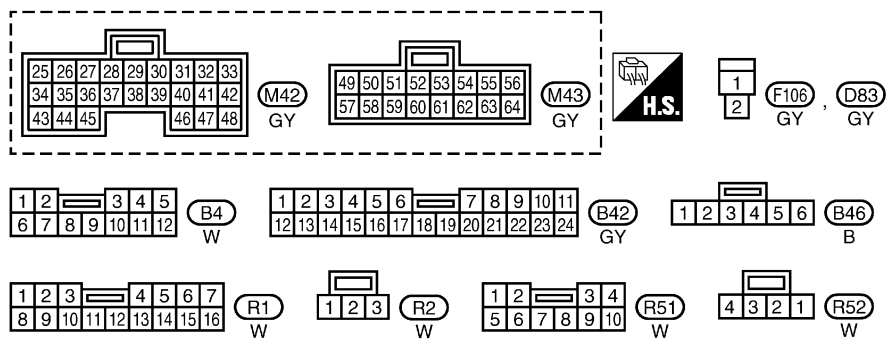 25 26 27 28 29 30 31 32 33
34 35 36 37 38 39 40 41 42
43 44 45 46 47 48
M42
GY
49 50 51 52 53 54 55 56
57 58 59 60 61 62 63 64
M43
GY
H.S.
1
2
F106 , D83
GY GY
1 2 3 4 5
6 7 8 9 10 11 12
B4
W
1 2 3 4 5 6 7 8 9 10 11
12 13 14 15 16 17 18 19 20 21 22 23 24
B42
GY
1 2 3 4 5 6
B46
B
1 2 3 4 5 6 7
8 9 10 11 12 13 14 15 16
R1
W
1 2 3
R2
W
1 2 3 4
5 6 7 8 9 10
R51
W
4 3 2 1
R52
W